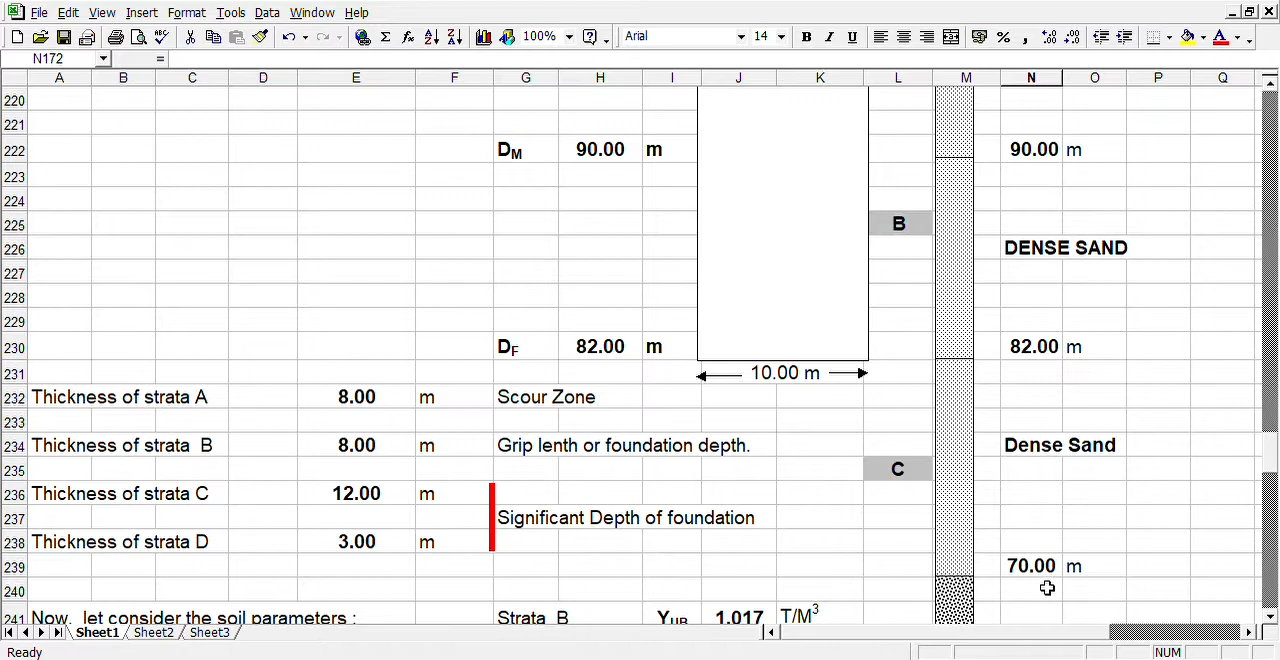 File Edit View Insert Format Tools Data Window Help
100% Arial 14 B I U % ,
N172 =
A B C D E F G H I J K L M N O P Q
220
221
222 DM 90.00 m 90.00 m
223
224
225 B
226 DENSE SAND
227
228
229
230 DF 82.00 m 82.00 m
231 10.00 m
232 Thickness of strata A 8.00 m Scour Zone
233
234 Thickness of strata B 8.00 m Grip lenth or foundation depth. Dense Sand
235 C
236 Thickness of strata C 12.00 m
237 Significant Depth of foundation
238 Thickness of strata D 3.00 m
239 70.00 m
240
241 Now, let consider the soil parameters : Strata B YUB 1.017 T/M3
Sheet1 Sheet2 Sheet3
Ready NUM